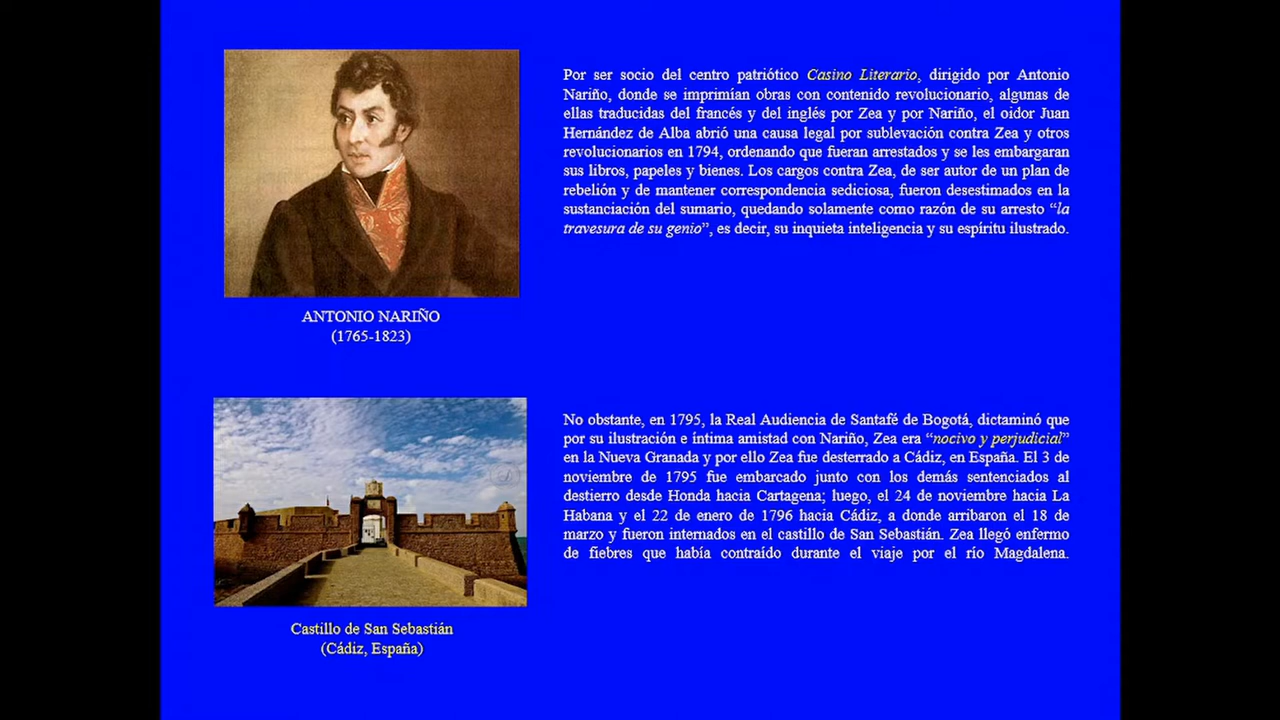 Por ser socio del centro patriótico Casino Literario, dirigido por Antonio
Nariño, donde se imprimían obras con contenido revolucionario, algunas de
ellas traducidas del francés y del inglés por Zea y por Nariño, el oidor Juan
Hernández de Alba abrió una causa legal por sublevación contra Zea y otros
revolucionarios en 1794, ordenando que fueran arrestados y se les embargaran
sus libros, papeles y bienes. Los cargos contra Zea, de ser autor de un plan de
rebelión y de mantener correspondencia sediciosa, fueron desestimados en la
sustanciación del sumario, quedando solamente como razón de su arresto “la
travesura de su genio”, es decir, su inquieta inteligencia y su espíritu ilustrado.
ANTONIO NARIÑO
(1765-1823)
No obstante, en 1795, la Real Audiencia de Santafé de Bogotá, dictaminó que
por su ilustración e íntima amistad con Nariño, Zea era “nocivo y perjudicial”
en la Nueva Granada y por ello Zea fue desterrado a Cádiz, en España. El 3 de
noviembre de 1795 fue embarcado junto con los demás sentenciados al
destierro desde Honda hacia Cartagena; luego, el 24 de noviembre hacia La
Habana y el 22 de enero de 1796 hacia Cádiz, a donde arribaron el 18 de
marzo y fueron internados en el castillo de San Sebastián. Zea llegó enfermo
de fiebres que había contraído durante el viaje por el río Magdalena.
Castillo de San Sebastián
(Cádiz, España)